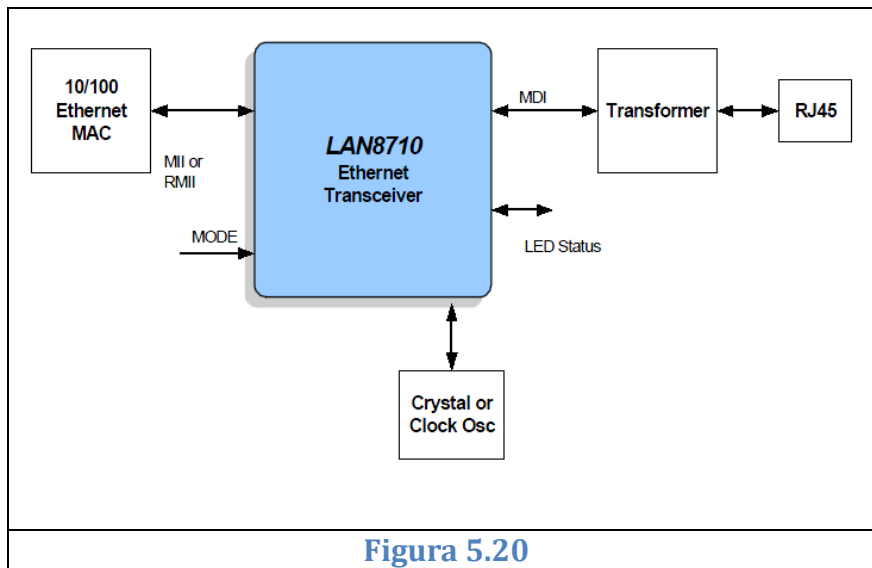 10/100
Ethernet
MAC
MII or
RMII
MODE
LAN8710
Ethernet
Transceiver
MDI
Transformer
RJ45
LED Status
Crystal or
Clock Osc
Figura 5.20